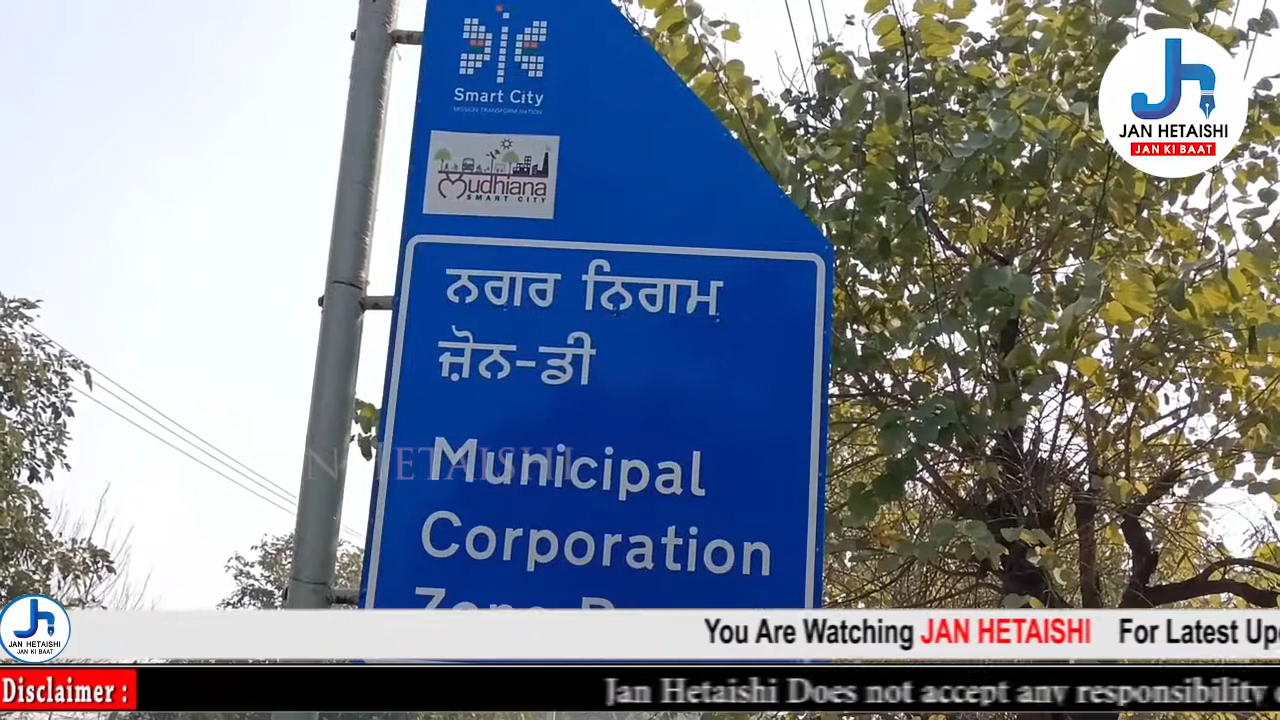 Smart City
MISSION TRANSFORM-NATION
Ludhiana
SMART CITY
JAN HETAISHI
JAN KI BAAT
ਨਗਰ ਨਿਗਮ
ਜ਼ੋਨ-ਡੀ
Municipal
Corporation
Zone D
JAN HETAISHI
JAN KI BAAT
You Are Watching JAN HETAISHI For Latest Up
Disclaimer :
Jan Hetaishi Does not accept any responsibility